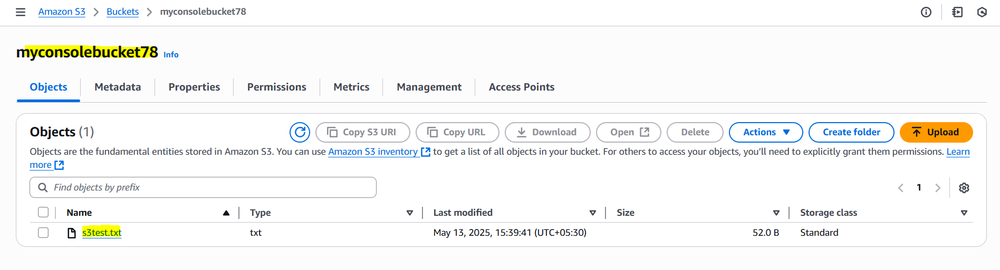 Amazon S3 > Buckets > myconsolebucket78
myconsolebucket78 Info
Objects Metadata Properties Permissions Metrics Management Access Points
Objects (1) Copy S3 URI Copy URL Download Open Delete Actions Create folder Upload
Objects are the fundamental entities stored in Amazon S3. You can use Amazon S3 inventory to get a list of all objects in your bucket. For others to access your objects, you’ll need to explicitly grant them permissions. Learn
more
Find objects by prefix 1
Name Type Last modified Size Storage class
s3test.txt txt May 13, 2025, 15:39:41 (UTC+05:30) 52.0 B Standard